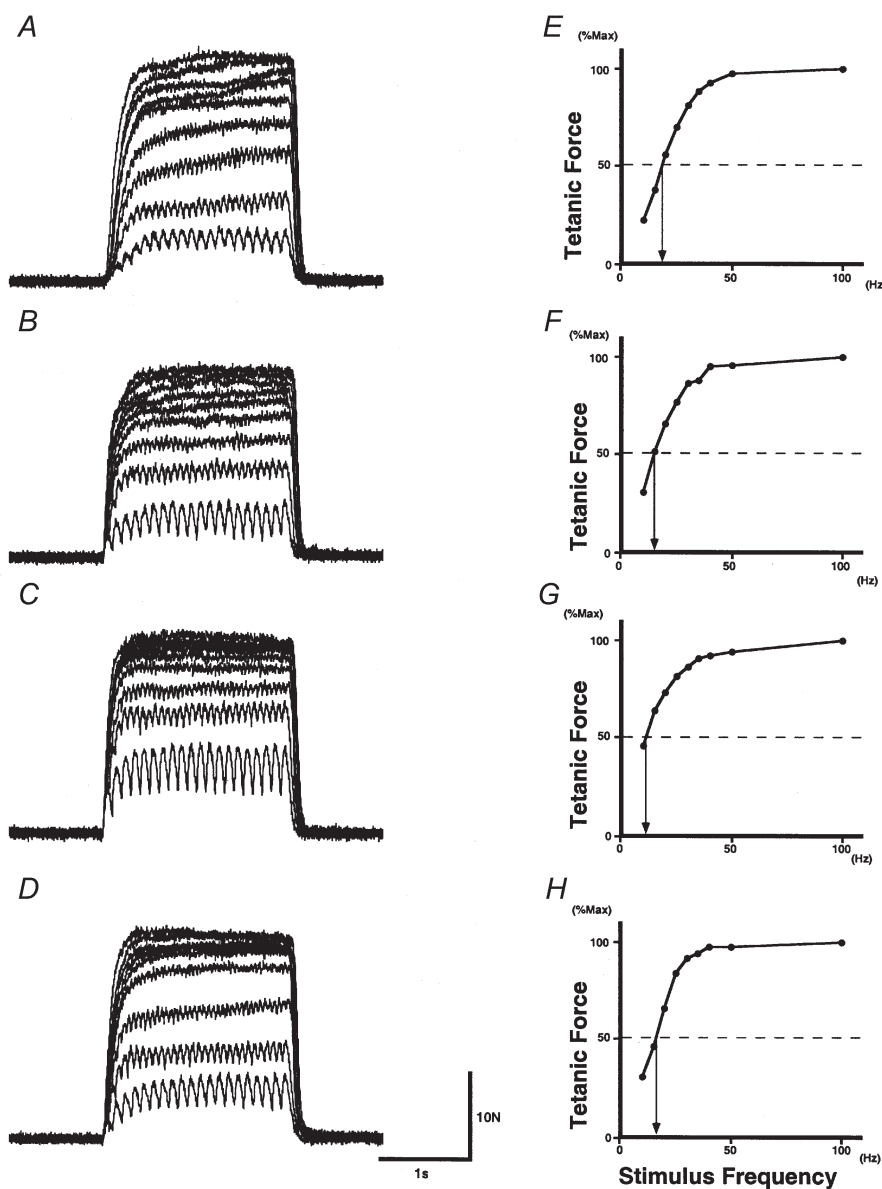 A
E
(%Max)
100
50
0
Tetanic Force
0
50
100
(Hz
B
F
(%Max)
100
50
0
Tetanic Force
0
50
100
(Hz)
C
G
(%Max)
100
50
0
Tetanic Force
0
50
100
(Hz)
D
H
(%Max)
100
50
0
Tetanic Force
0
50
100
(Hz)
10N
1s
Stimulus Frequency